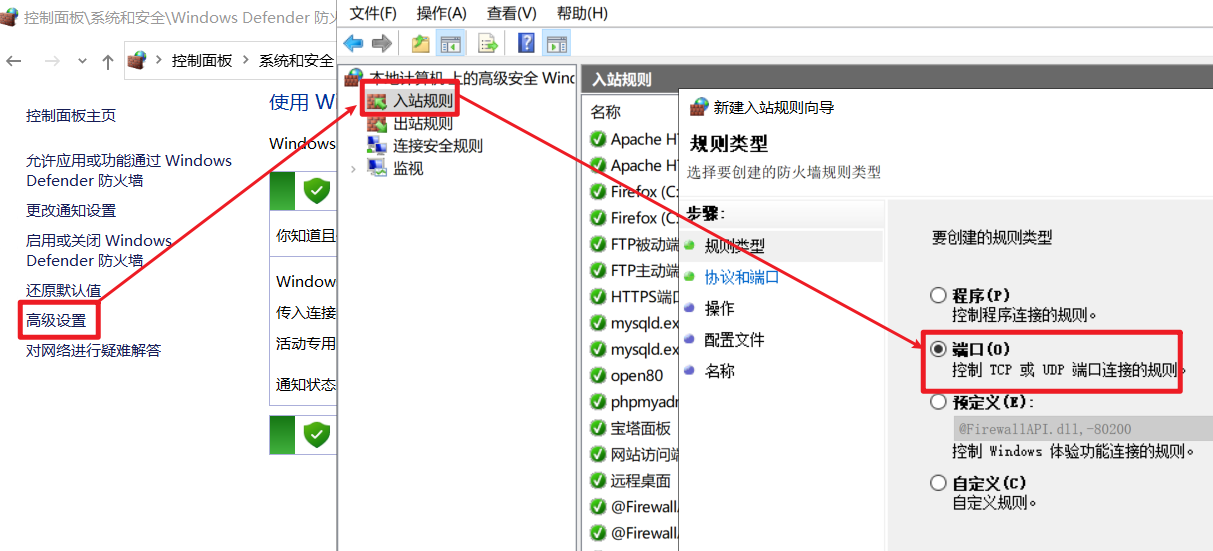 控制面板\系统和安全\Windows Defender 防火
控制面板
系统和安全
控制面板主页
允许应用或功能通过 Windows
Defender 防火墙
更改通知设置
启用或关闭 Windows
Defender 防火墙
还原默认值
高级设置
对网络进行疑难解答
使用 W
Windows
你知道且
Window
传入连接
活动专用
通知状态
文件(F)
操作(A)
查看(V)
帮助(H)
本地计算机 上的高级安全 Winc
入站规则
出站规则
连接安全规则
监视
入站规则
名称
Apache H
Apache H
Firefox (C:
Firefox (C:
FTP被动端
FTP主动端
HTTPS端口
mysqld.ex
mysqld.ex
open80
phpmyadr
宝塔面板
网站访问端
远程桌面
@Firewall
@Firewall
新建入站规则向导
规则类型
选择要创建的防火墙规则类型
步骤:
规则类型
协议和端口
操作
配置文件
名称
要创建的规则类型
程序(P)
控制程序连接的规则。
端口(O)
控制 TCP 或 UDP 端口连接的规则。
预定义(E):
@FirewallAPI.dll,-80200
控制 Windows 体验功能连接的规则。
自定义(C)
自定义规则。